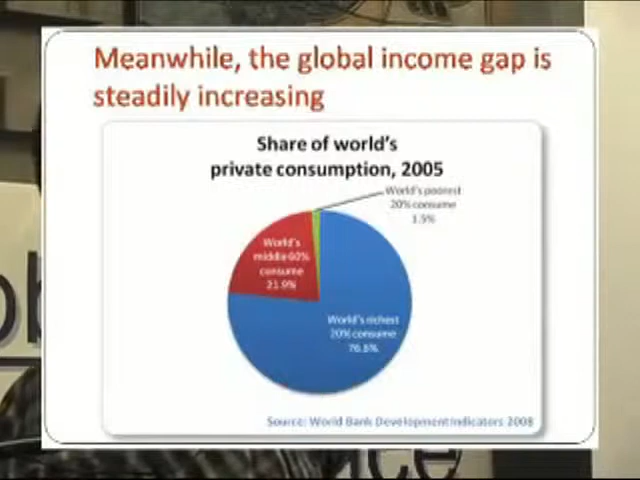 Meanwhile, the global income gap is
steadily increasing
Share of world's
private consumption, 2005
World's poorest
20% consume
1.5%
World's
middle 60%
consume
21.9%
World's richest
20% consume
76.6%
Source: World Bank Development Indicators 2008